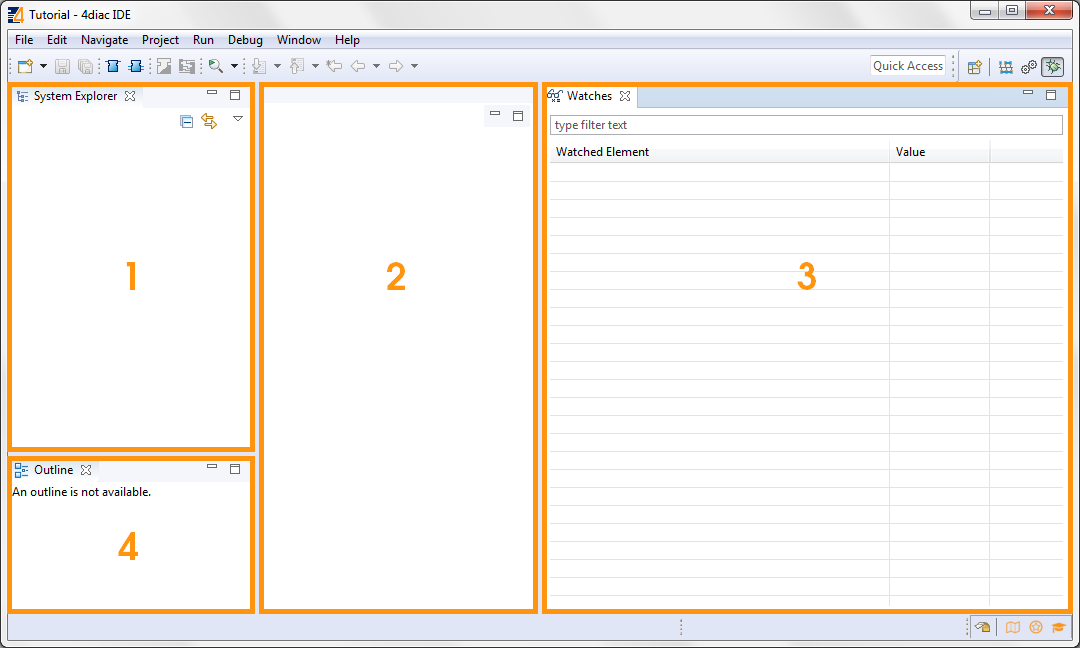 Tutorial - 4diac IDE
File Edit Navigate Project Run Debug Window Help
Quick Access
System Explorer
Watches
type filter text
Watched Element Value
1
2
3
Outline
An outline is not available.
4